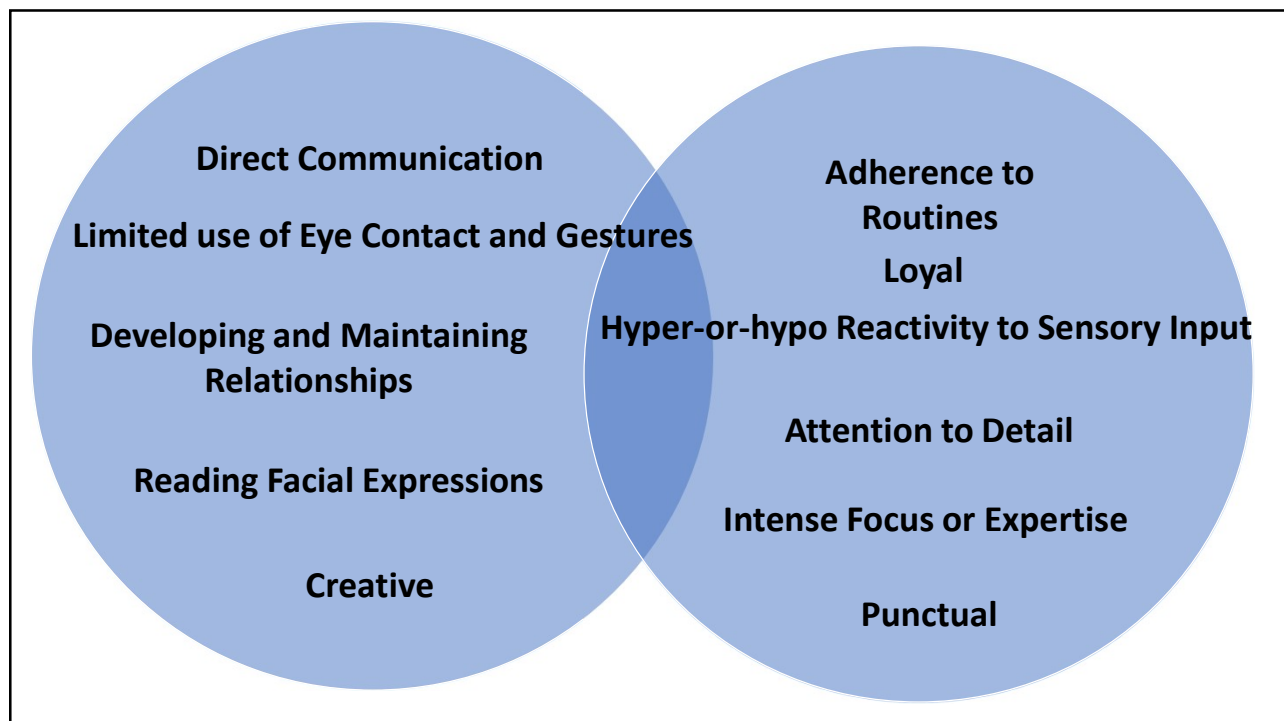 Direct Communication
Limited use of Eye Contact and Gestures
Developing and Maintaining
Relationships
Reading Facial Expressions
Creative
Adherence to
Routines
Loyal
Hyper-or-hypo Reactivity to Sensory Input
Attention to Detail
Intense Focus or Expertise
Punctual